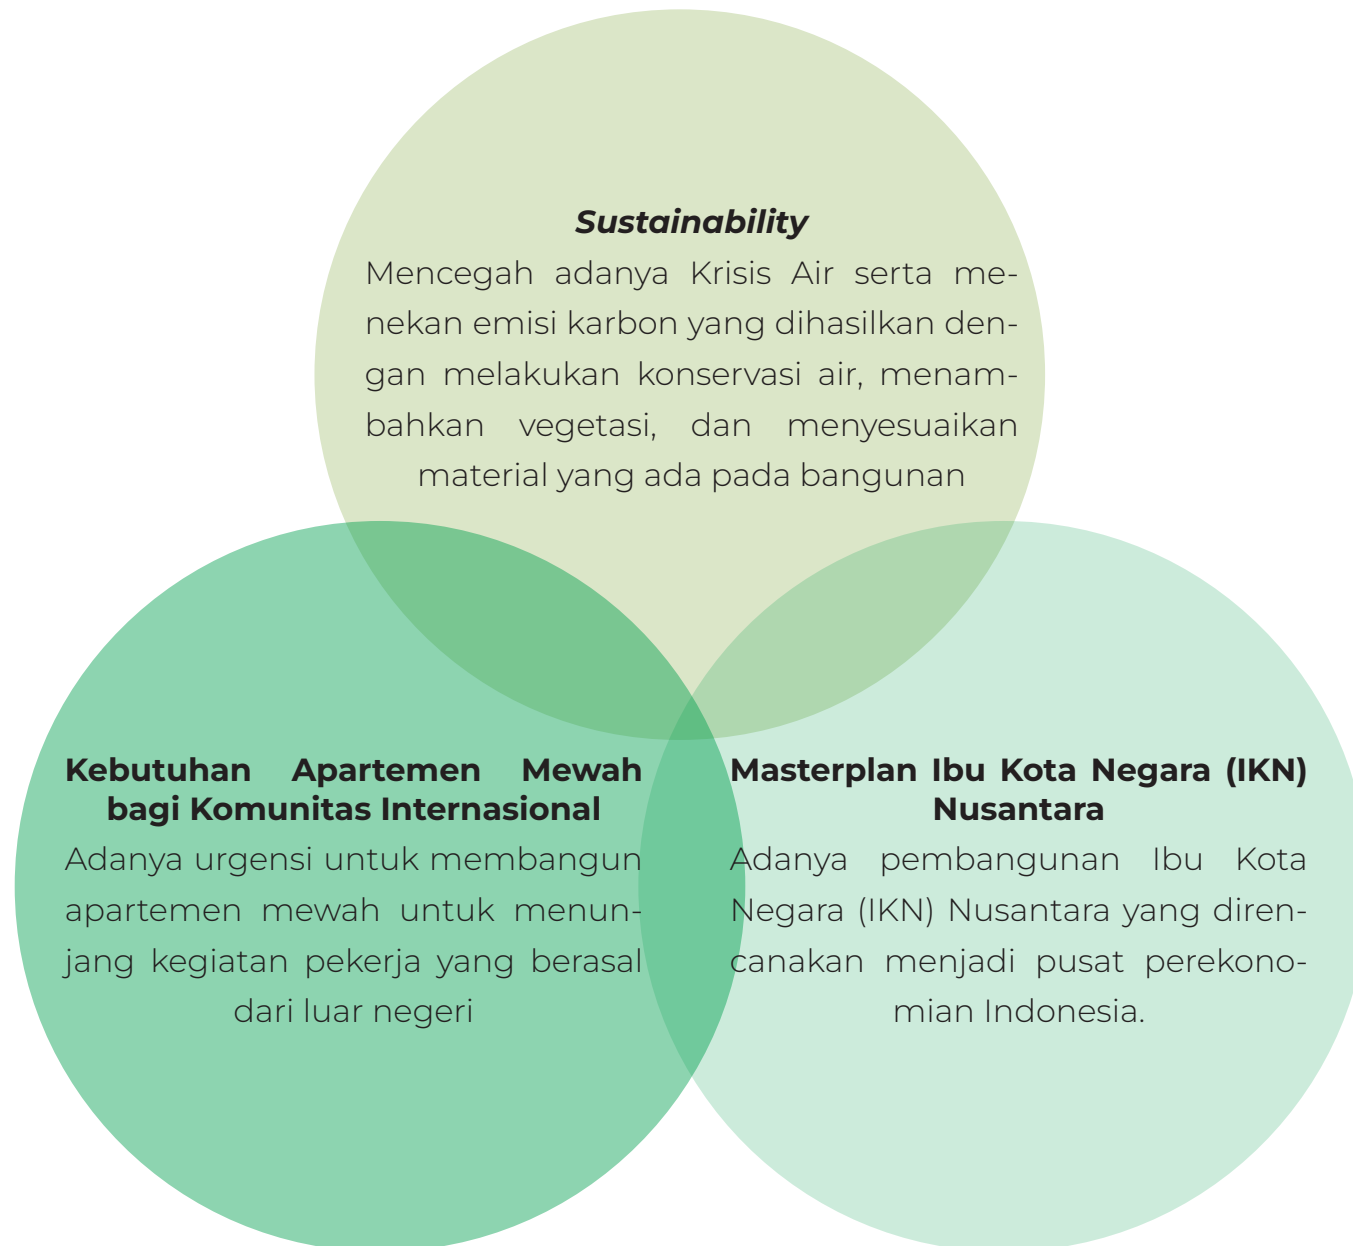 Sustainability
Mencegah adanya Krisis Air serta me-
nekan emisi karbon yang dihasilkan den-
gan melakukan konservasi air, menam-
bahkan vegetasi, dan menyesuaikan
material yang ada pada bangunan
Kebutuhan Apartemen Mewah
bagi Komunitas Internasional
Adanya urgensi untuk membangun
apartemen mewah untuk menun-
jang kegiatan pekerja yang berasal
dari luar negeri
Masterplan Ibu Kota Negara (IKN)
Nusantara
Adanya pembangunan Ibu Kota
Negara (IKN) Nusantara yang diren-
canakan menjadi pusat perekono-
mian Indonesia.